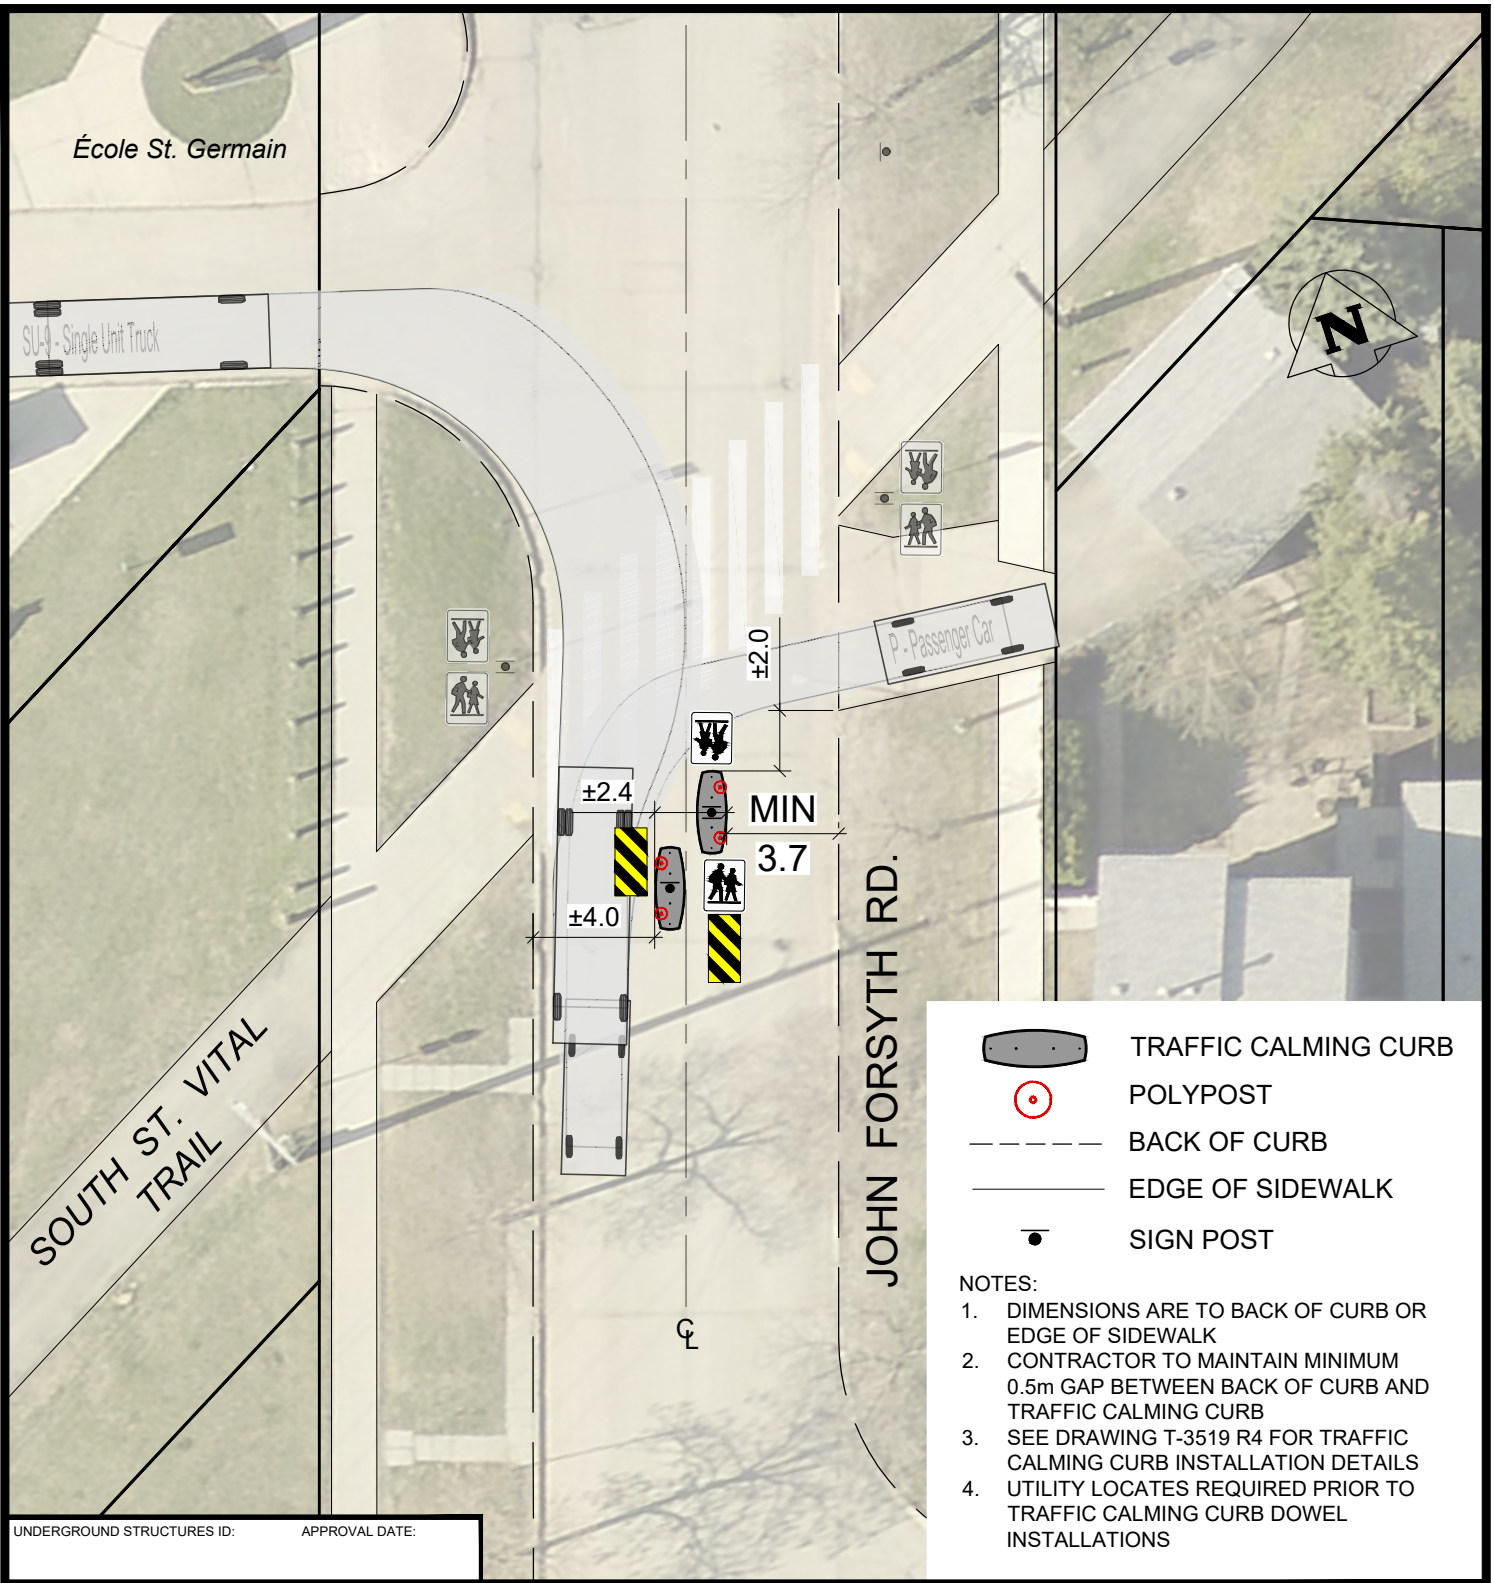 École St. Germain
SU-9 - Single Unit Truck
N
±2.0
P - Passenger Car
±2.4
MIN
3.7
±4.0
JOHN FORSYTH RD.
SOUTH ST. VITAL
TRAIL
℄
TRAFFIC CALMING CURB
POLYPOST
BACK OF CURB
EDGE OF SIDEWALK
SIGN POST
NOTES:
1. DIMENSIONS ARE TO BACK OF CURB OR
EDGE OF SIDEWALK
2. CONTRACTOR TO MAINTAIN MINIMUM
0.5m GAP BETWEEN BACK OF CURB AND
TRAFFIC CALMING CURB
3. SEE DRAWING T-3519 R4 FOR TRAFFIC
CALMING CURB INSTALLATION DETAILS
4. UTILITY LOCATES REQUIRED PRIOR TO
TRAFFIC CALMING CURB DOWEL
INSTALLATIONS
UNDERGROUND STRUCTURES ID: APPROVAL DATE: